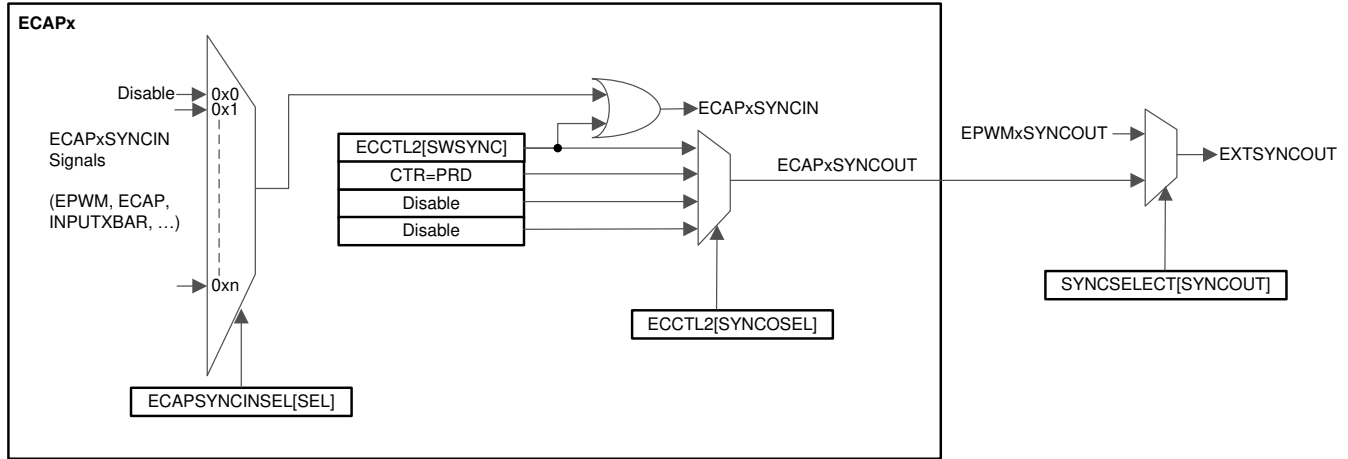 ECAPx
Disable
0x0
0x1
ECAPxSYNCIN
Signals
(EPWM, ECAP,
INPUTXBAR, …)
0xn
ECAPSYNCINSEL[SEL]
ECAPxSYNCIN
ECCTL2[SWSYNC]
CTR=PRD
Disable
Disable
ECAPxSYNCOUT
ECCTL2[SYNCOSEL]
EPWMxSYNCOUT
EXTSYNCOUT
SYNCSELECT[SYNCOUT]